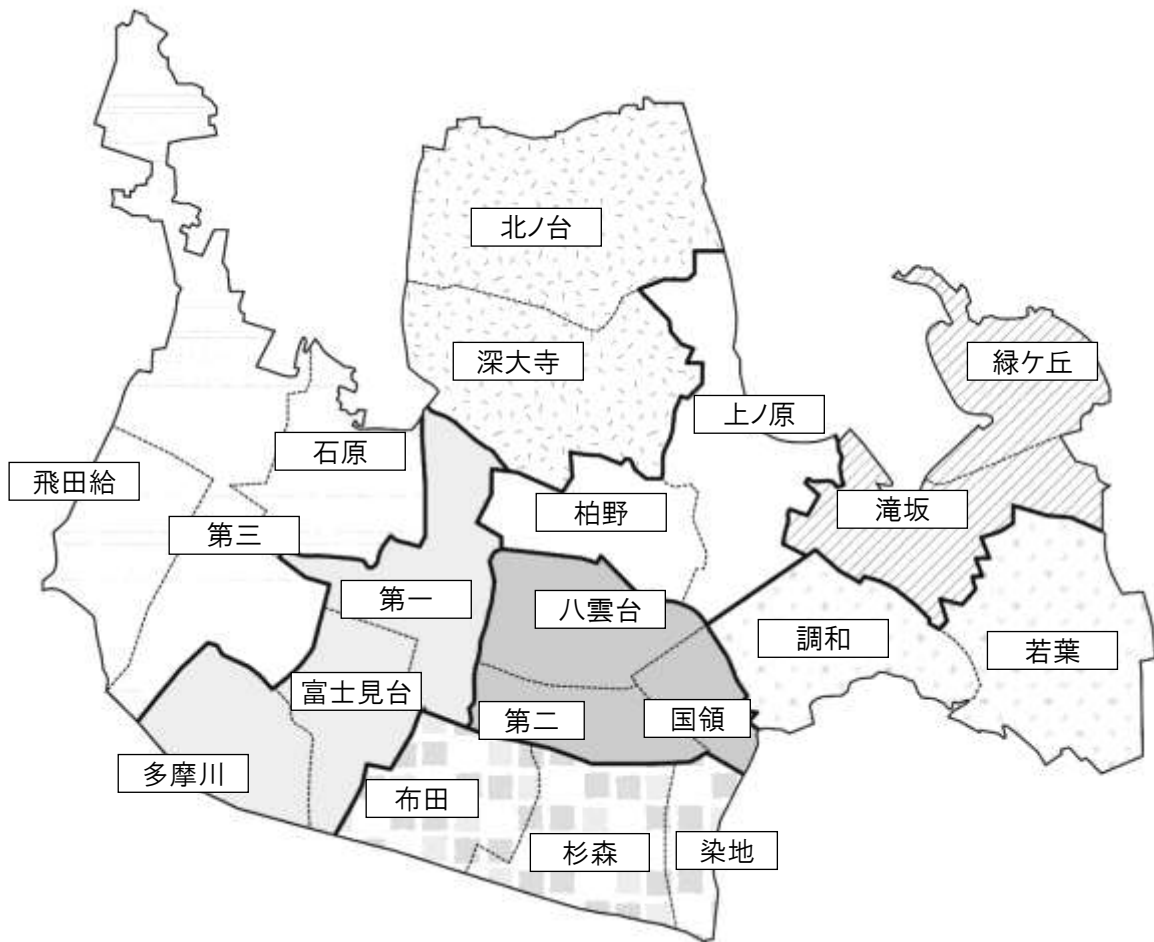 北ノ台
深大寺
緑ケ丘
上ノ原
石原
飛田給
柏野
滝坂
第三
第一
八雲台
調和
若葉
富士見台
第二
国領
多摩川
布田
杉森
染地